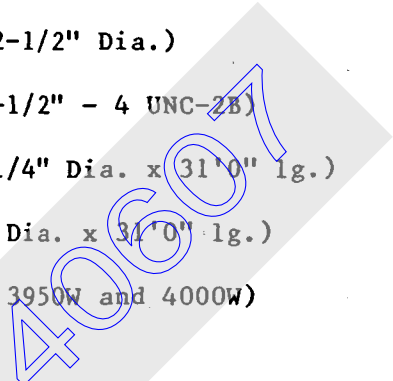 2-1/2" Dia.)
-1/2" - 4 UNC-2B)
1/4" Dia. x 31'0" lg.)
Dia. x 31'0" lg.)
3950W and 4000W)
40607